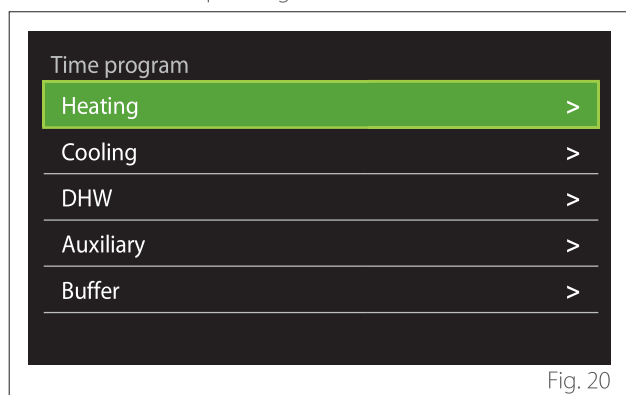 Time program
Heating >
Cooling >
DHW >
Auxiliary >
Buffer >
Fig. 20